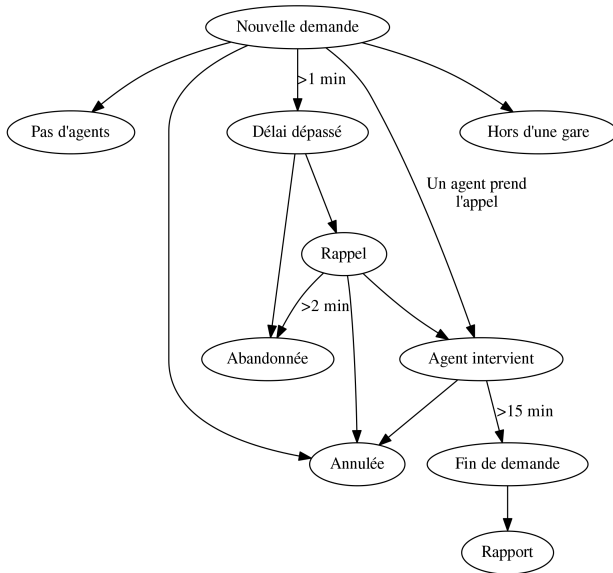 Nouvelle demande
>1 min
Pas d'agents
Délai dépassé
Hors d'une gare
Un agent prend
l'appel
Rappel
>2 min
Abandonnée
Agent intervient
>15 min
Annulée
Fin de demande
Rapport